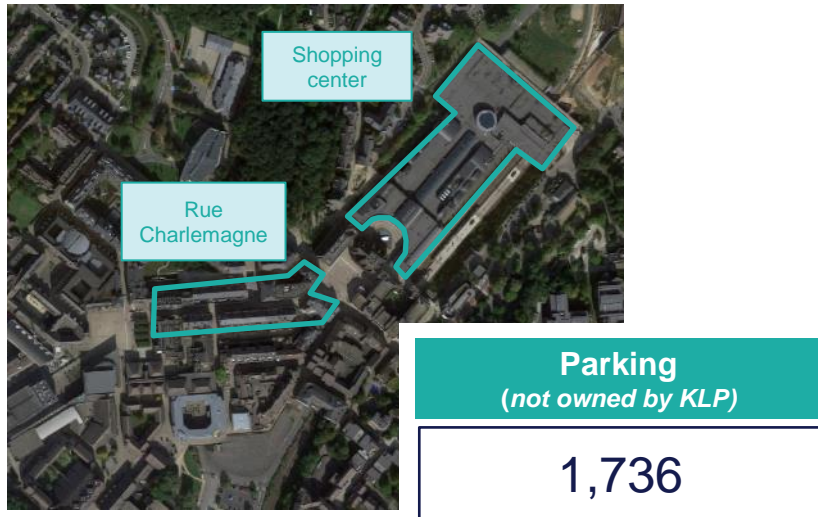 Shopping
center
Rue
Charlemagne
Parking
(not owned by KLP)
1,736